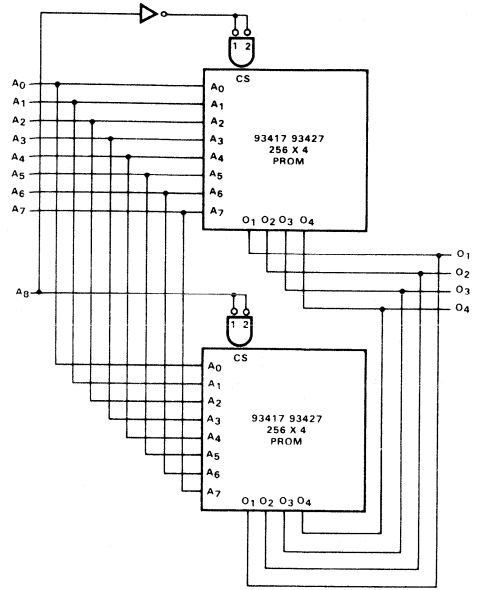 1 2
CS
A0 A0
A1 A1
A2 A2
A3 A3
A4 A4
A5 A5
A6 A6
A7 A7
93417 93427
256 X 4
PROM
O1 O2 O3 O4
O1
O2
O3
O4
A8
1 2
CS
A0
A1
A2
A3
A4
A5
A6
A7
93417 93427
256 X 4
PROM
O1 O2 O3 O4